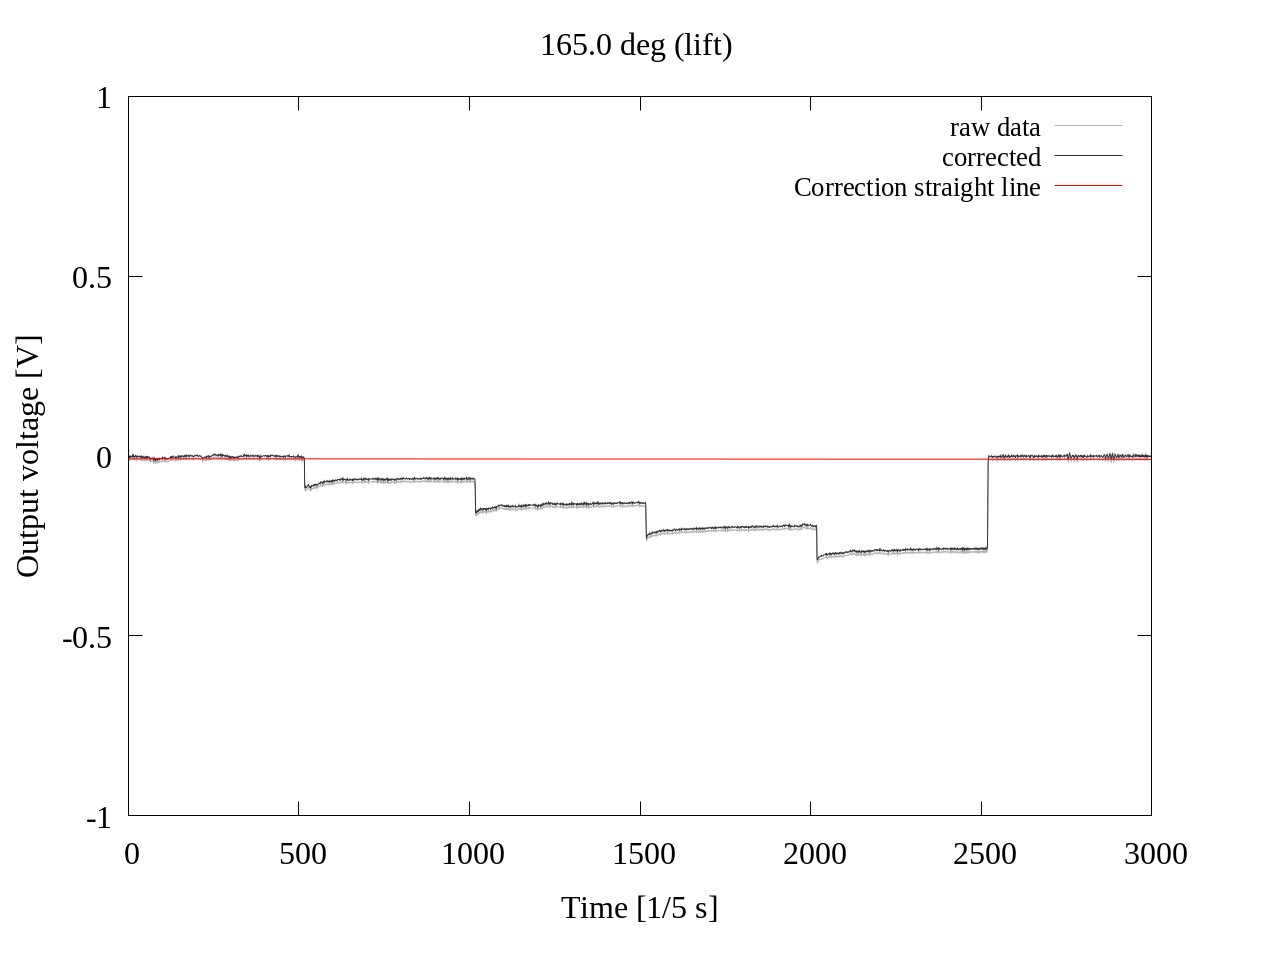 165.0 deg (lift)
1
raw data
corrected
Correction straight line
0.5
0
-0.5
-1
Output voltage [V]
0 500 1000 1500 2000 2500 3000
Time [1/5 s]